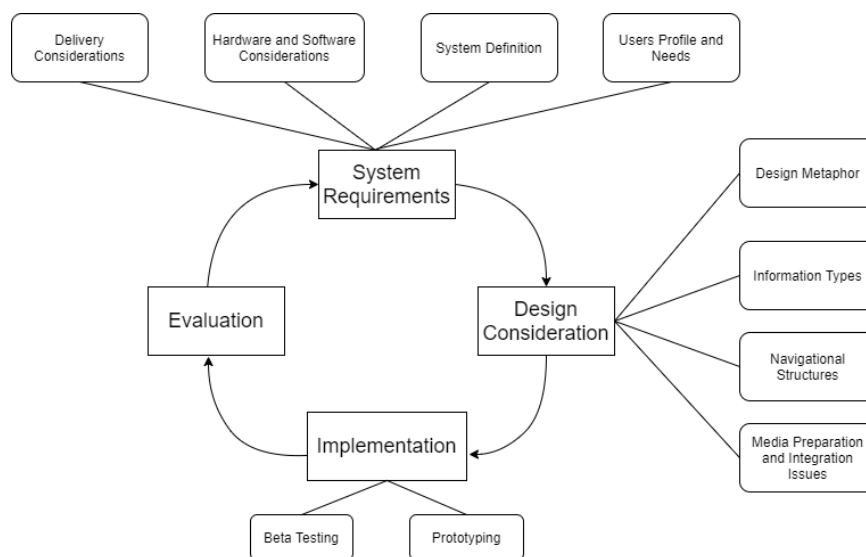 Delivery
Considerations
Hardware and Software
Considerations
System Definition
Users Profile and
Needs
System
Requirements
Design Metaphor
Information Types
Evaluation
Design
Consideration
Navigational
Structures
Implementation
Media Preparation
and Integration
Issues
Beta Testing
Prototyping